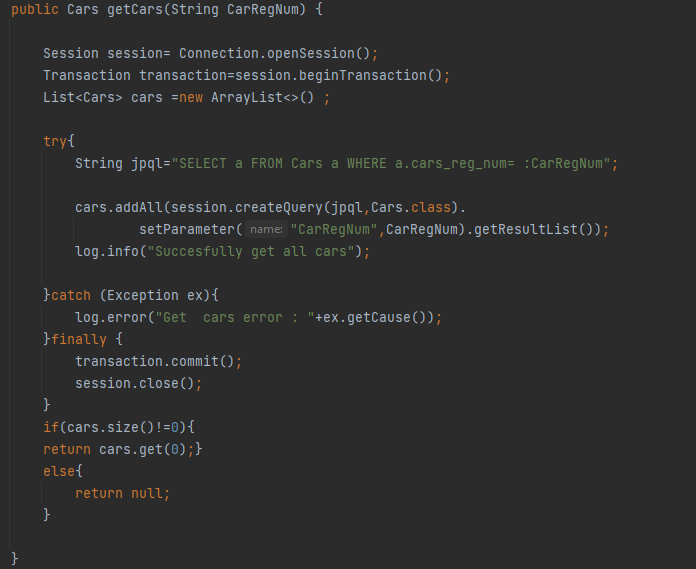 public Cars getCars(String CarRegNum) {
Session session= Connection.openSession();
Transaction transaction=session.beginTransaction();
List<Cars> cars =new ArrayList<>() ;
try{
String jpql="SELECT a FROM Cars a WHERE a.cars_reg_num= :CarRegNum";
cars.addAll(session.createQuery(jpql,Cars.class).
setParameter( name: "CarRegNum",CarRegNum).getResultList());
log.info("Succesfully get all cars");
}catch (Exception ex){
log.error("Get  cars error : "+ex.getCause());
}finally {
transaction.commit();
session.close();
}
if(cars.size()!=0){
return cars.get(0);}
else{
return null;
}
}